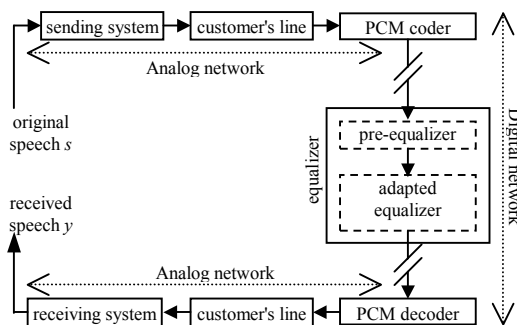 sending system
customer's line
PCM coder
Analog network
original
speech s
pre-equalizer
adapted
equalizer
equalizer
Digital network
received
speech y
Analog network
receiving system
customer's line
PCM decoder